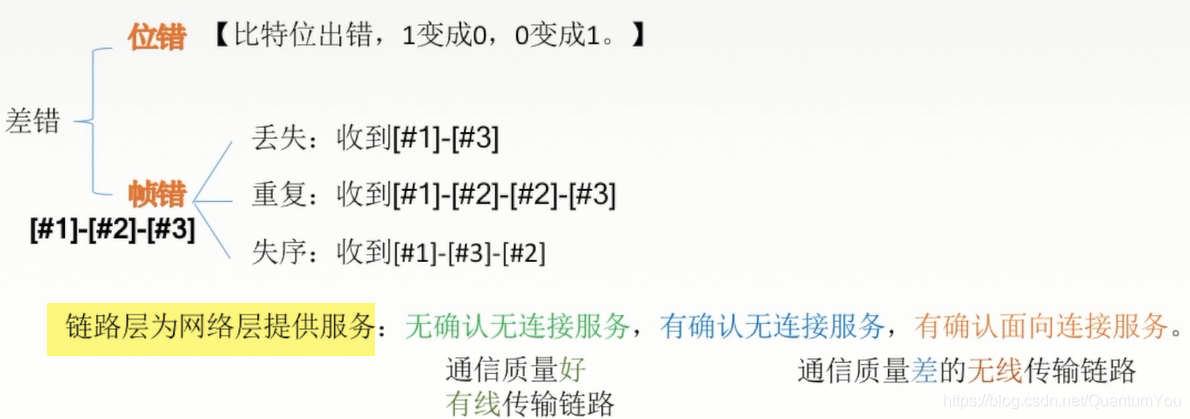 位错 【比特位出错，1变成0，0变成1。】
差错
丢失：收到[#1]-[#3]
帧错
重复：收到[#1]-[#2]-[#2]-[#3]
[#1]-[#2]-[#3]
失序：收到[#1]-[#3]-[#2]
链路层为网络层提供服务：无确认无连接服务，有确认无连接服务，有确认面向连接服务。
通信质量好
有线传输链路
通信质量差的无线传输链路
https://blog.csdn.net/QuantumYou